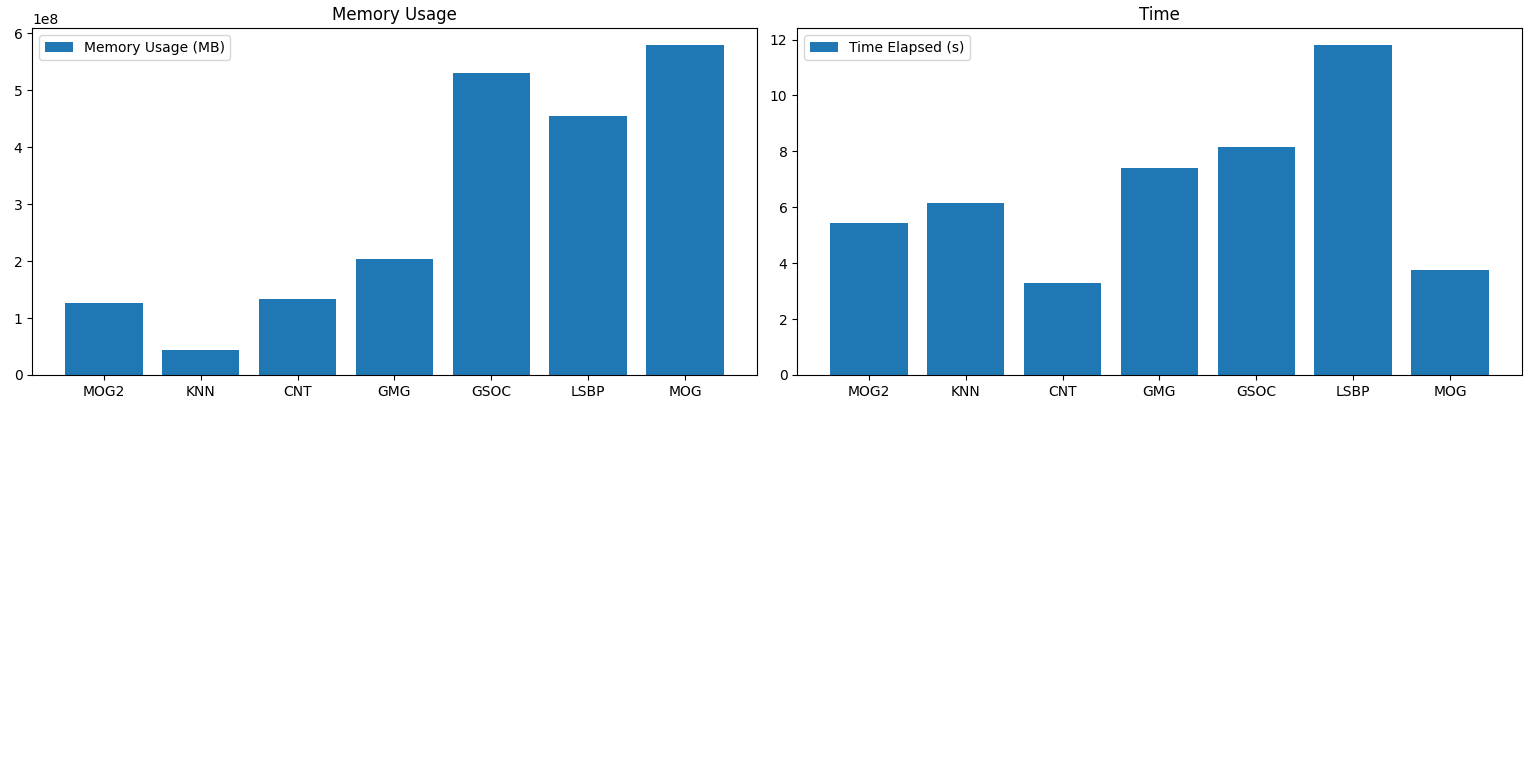 Memory Usage
1e8
Memory Usage (MB)
6
5
4
3
2
1
0
MOG2 KNN CNT GMG GSOC LSBP MOG
Time
Time Elapsed (s)
12
10
8
6
4
2
0
MOG2 KNN CNT GMG GSOC LSBP MOG